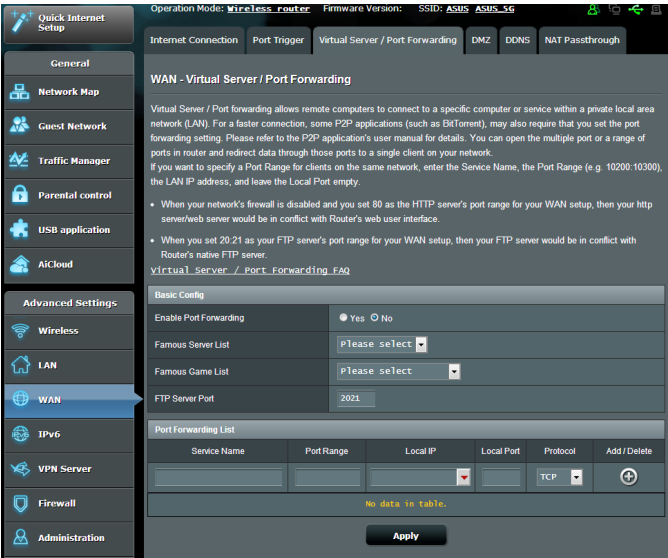 Quick Internet
Setup
Operation Mode: Wireless router Firmware Version: SSID: ASUS ASUS_5G
Internet Connection Port Trigger Virtual Server / Port Forwarding DMZ DDNS NAT Passthrough
General
Network Map
Guest Network
Traffic Manager
Parental control
USB application
AiCloud
Advanced Settings
Wireless
LAN
WAN
IPv6
VPN Server
Firewall
Administration
WAN - Virtual Server / Port Forwarding
Virtual Server / Port forwarding allows remote computers to connect to a specific computer or service within a private local area
network (LAN). For a faster connection, some P2P applications (such as BitTorrent), may also require that you set the port
forwarding setting. Please refer to the P2P application's user manual for details. You can open the multiple port or a range of
ports in router and redirect data through those ports to a single client on your network.
If you want to specify a Port Range for clients on the same network, enter the Service Name, the Port Range (e.g. 10200:10300),
the LAN IP address, and leave the Local Port empty.
• When your network's firewall is disabled and you set 80 as the HTTP server's port range for your WAN setup, then your http
server/web server would be in conflict with Router's web user interface.
• When you set 20:21 as your FTP server's port range for your WAN setup, then your FTP server would be in conflict with
Router's native FTP server.
Virtual Server / Port Forwarding FAQ
Basic Config
Enable Port Forwarding Yes No
Famous Server List Please select
Famous Game List Please select
FTP Server Port 2021
Port Forwarding List
Service Name Port Range Local IP Local Port Protocol Add / Delete
TCP
No data in table.
Apply